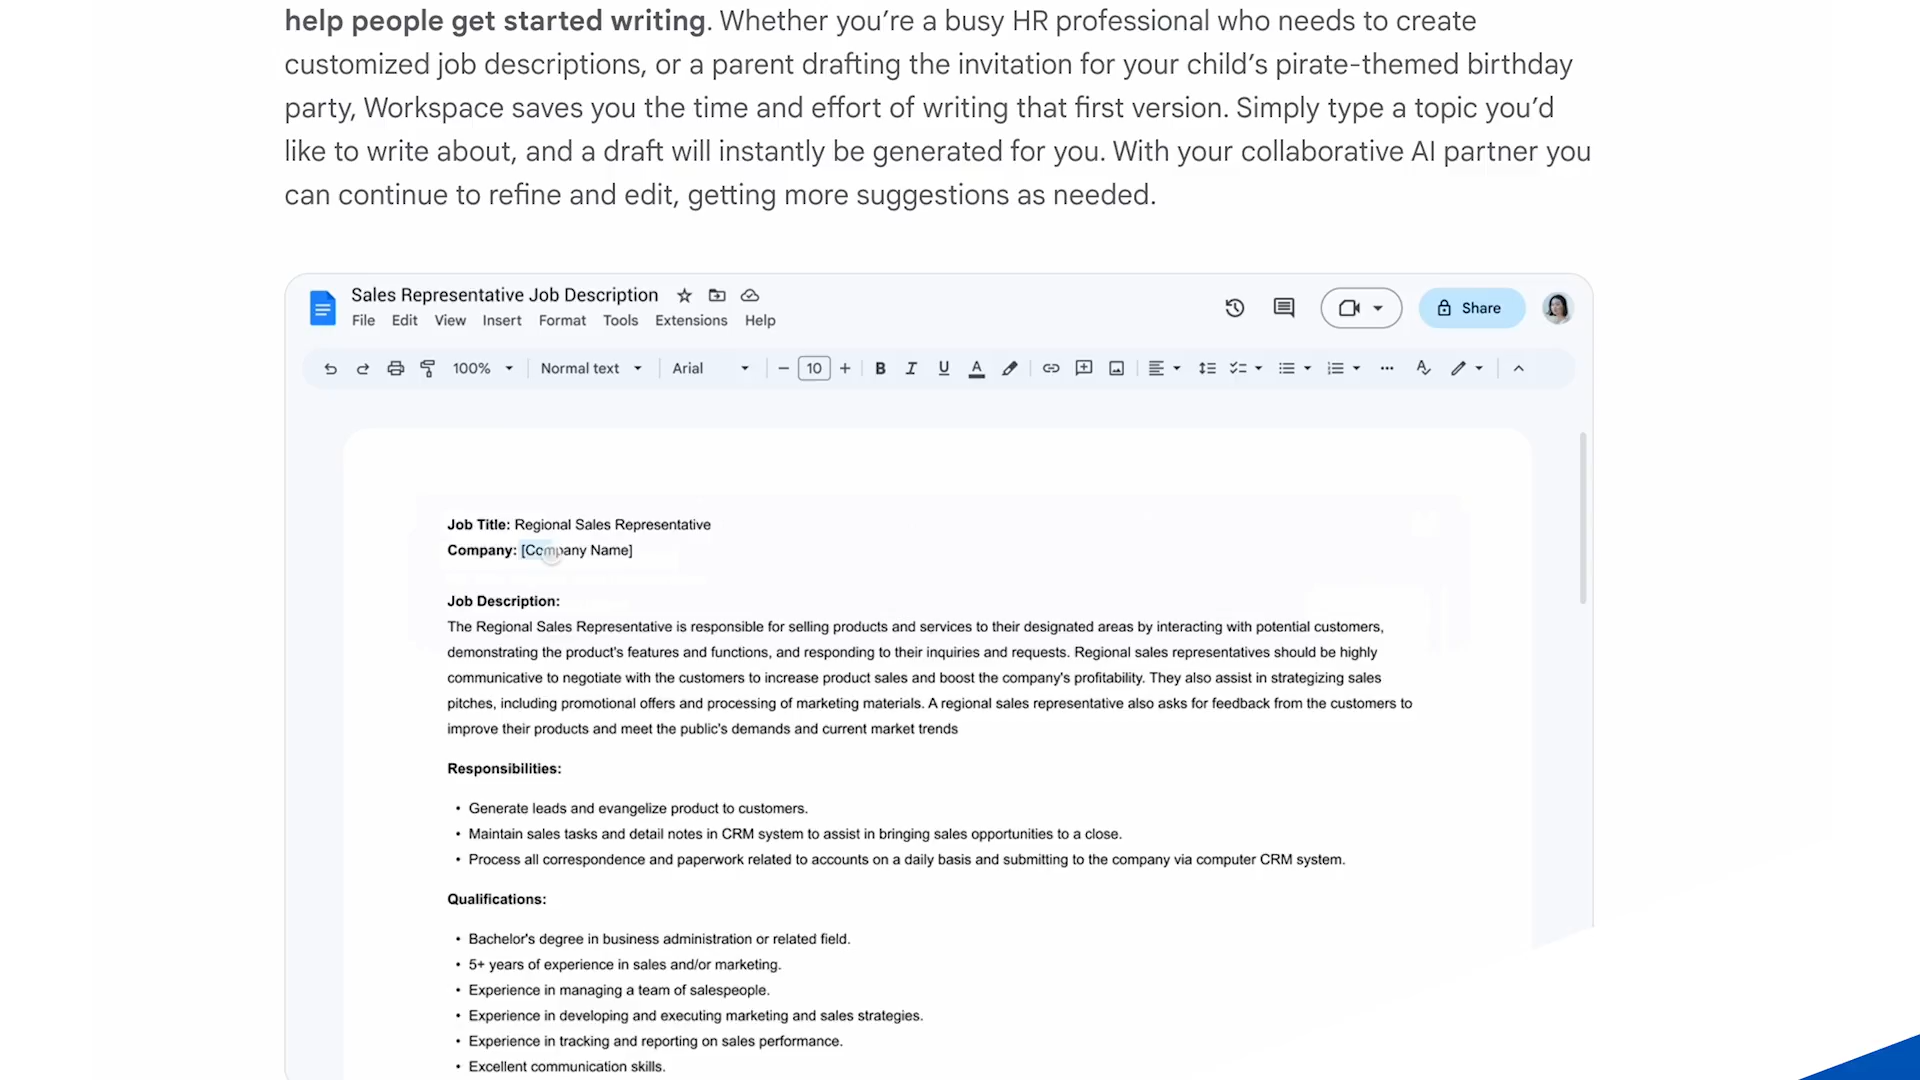 help people get started writing. Whether you’re a busy HR professional who needs to create
customized job descriptions, or a parent drafting the invitation for your child’s pirate-themed birthday
party, Workspace saves you the time and effort of writing that first version. Simply type a topic you’d
like to write about, and a draft will instantly be generated for you. With your collaborative AI partner you
can continue to refine and edit, getting more suggestions as needed.
Sales Representative Job Description
File Edit View Insert Format Tools Extensions Help
Share
100% Normal text Arial 10 B I U A
Job Title: Regional Sales Representative
Company: [Company Name]
Job Description:
The Regional Sales Representative is responsible for selling products and services to their designated areas by interacting with potential customers,
demonstrating the product's features and functions, and responding to their inquiries and requests. Regional sales representatives should be highly
communicative to negotiate with the customers to increase product sales and boost the company's profitability. They also assist in strategizing sales
pitches, including promotional offers and processing of marketing materials. A regional sales representative also asks for feedback from the customers to
improve their products and meet the public's demands and current market trends
Responsibilities:
• Generate leads and evangelize product to customers.
• Maintain sales tasks and detail notes in CRM system to assist in bringing sales opportunities to a close.
• Process all correspondence and paperwork related to accounts on a daily basis and submitting to the company via computer CRM system.
Qualifications:
• Bachelor's degree in business administration or related field.
• 5+ years of experience in sales and/or marketing.
• Experience in managing a team of salespeople.
• Experience in developing and executing marketing and sales strategies.
• Experience in tracking and reporting on sales performance.
• Excellent communication skills.